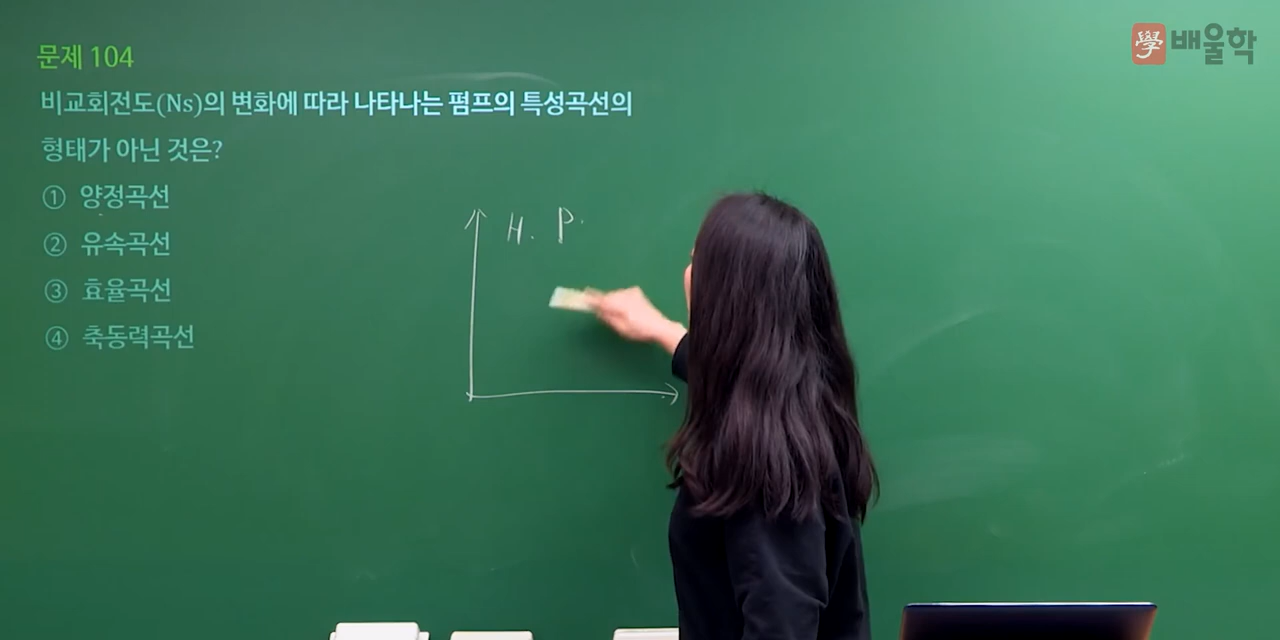 學 배울학
문제 104
비교회전도(Ns)의 변화에 따라 나타나는 펌프의 특성곡선의
형태가 아닌 것은?
① 양정곡선
② 유속곡선
③ 효율곡선
④ 축동력곡선
H. P.